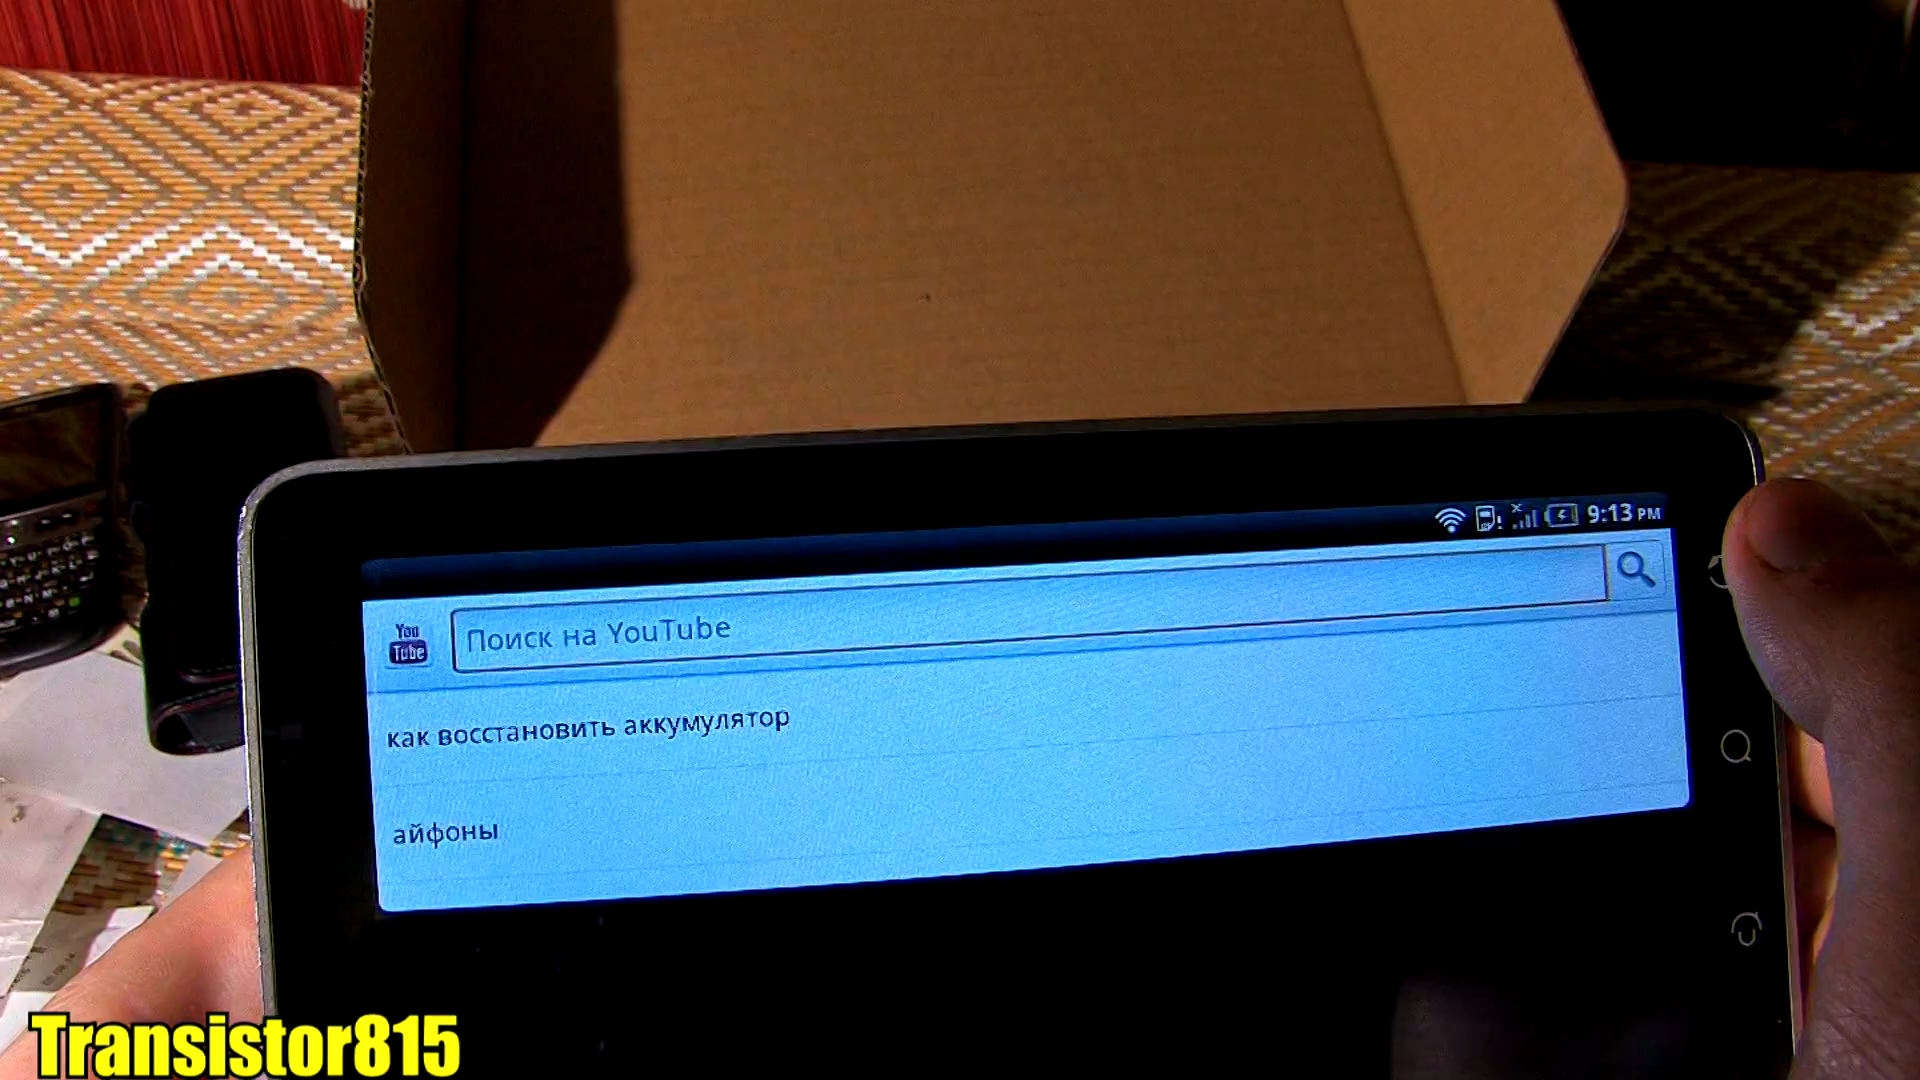 9:13 PM
You
Tube
Поиск на YouTube
как восстановить аккумулятор
айфоны
Transistor815